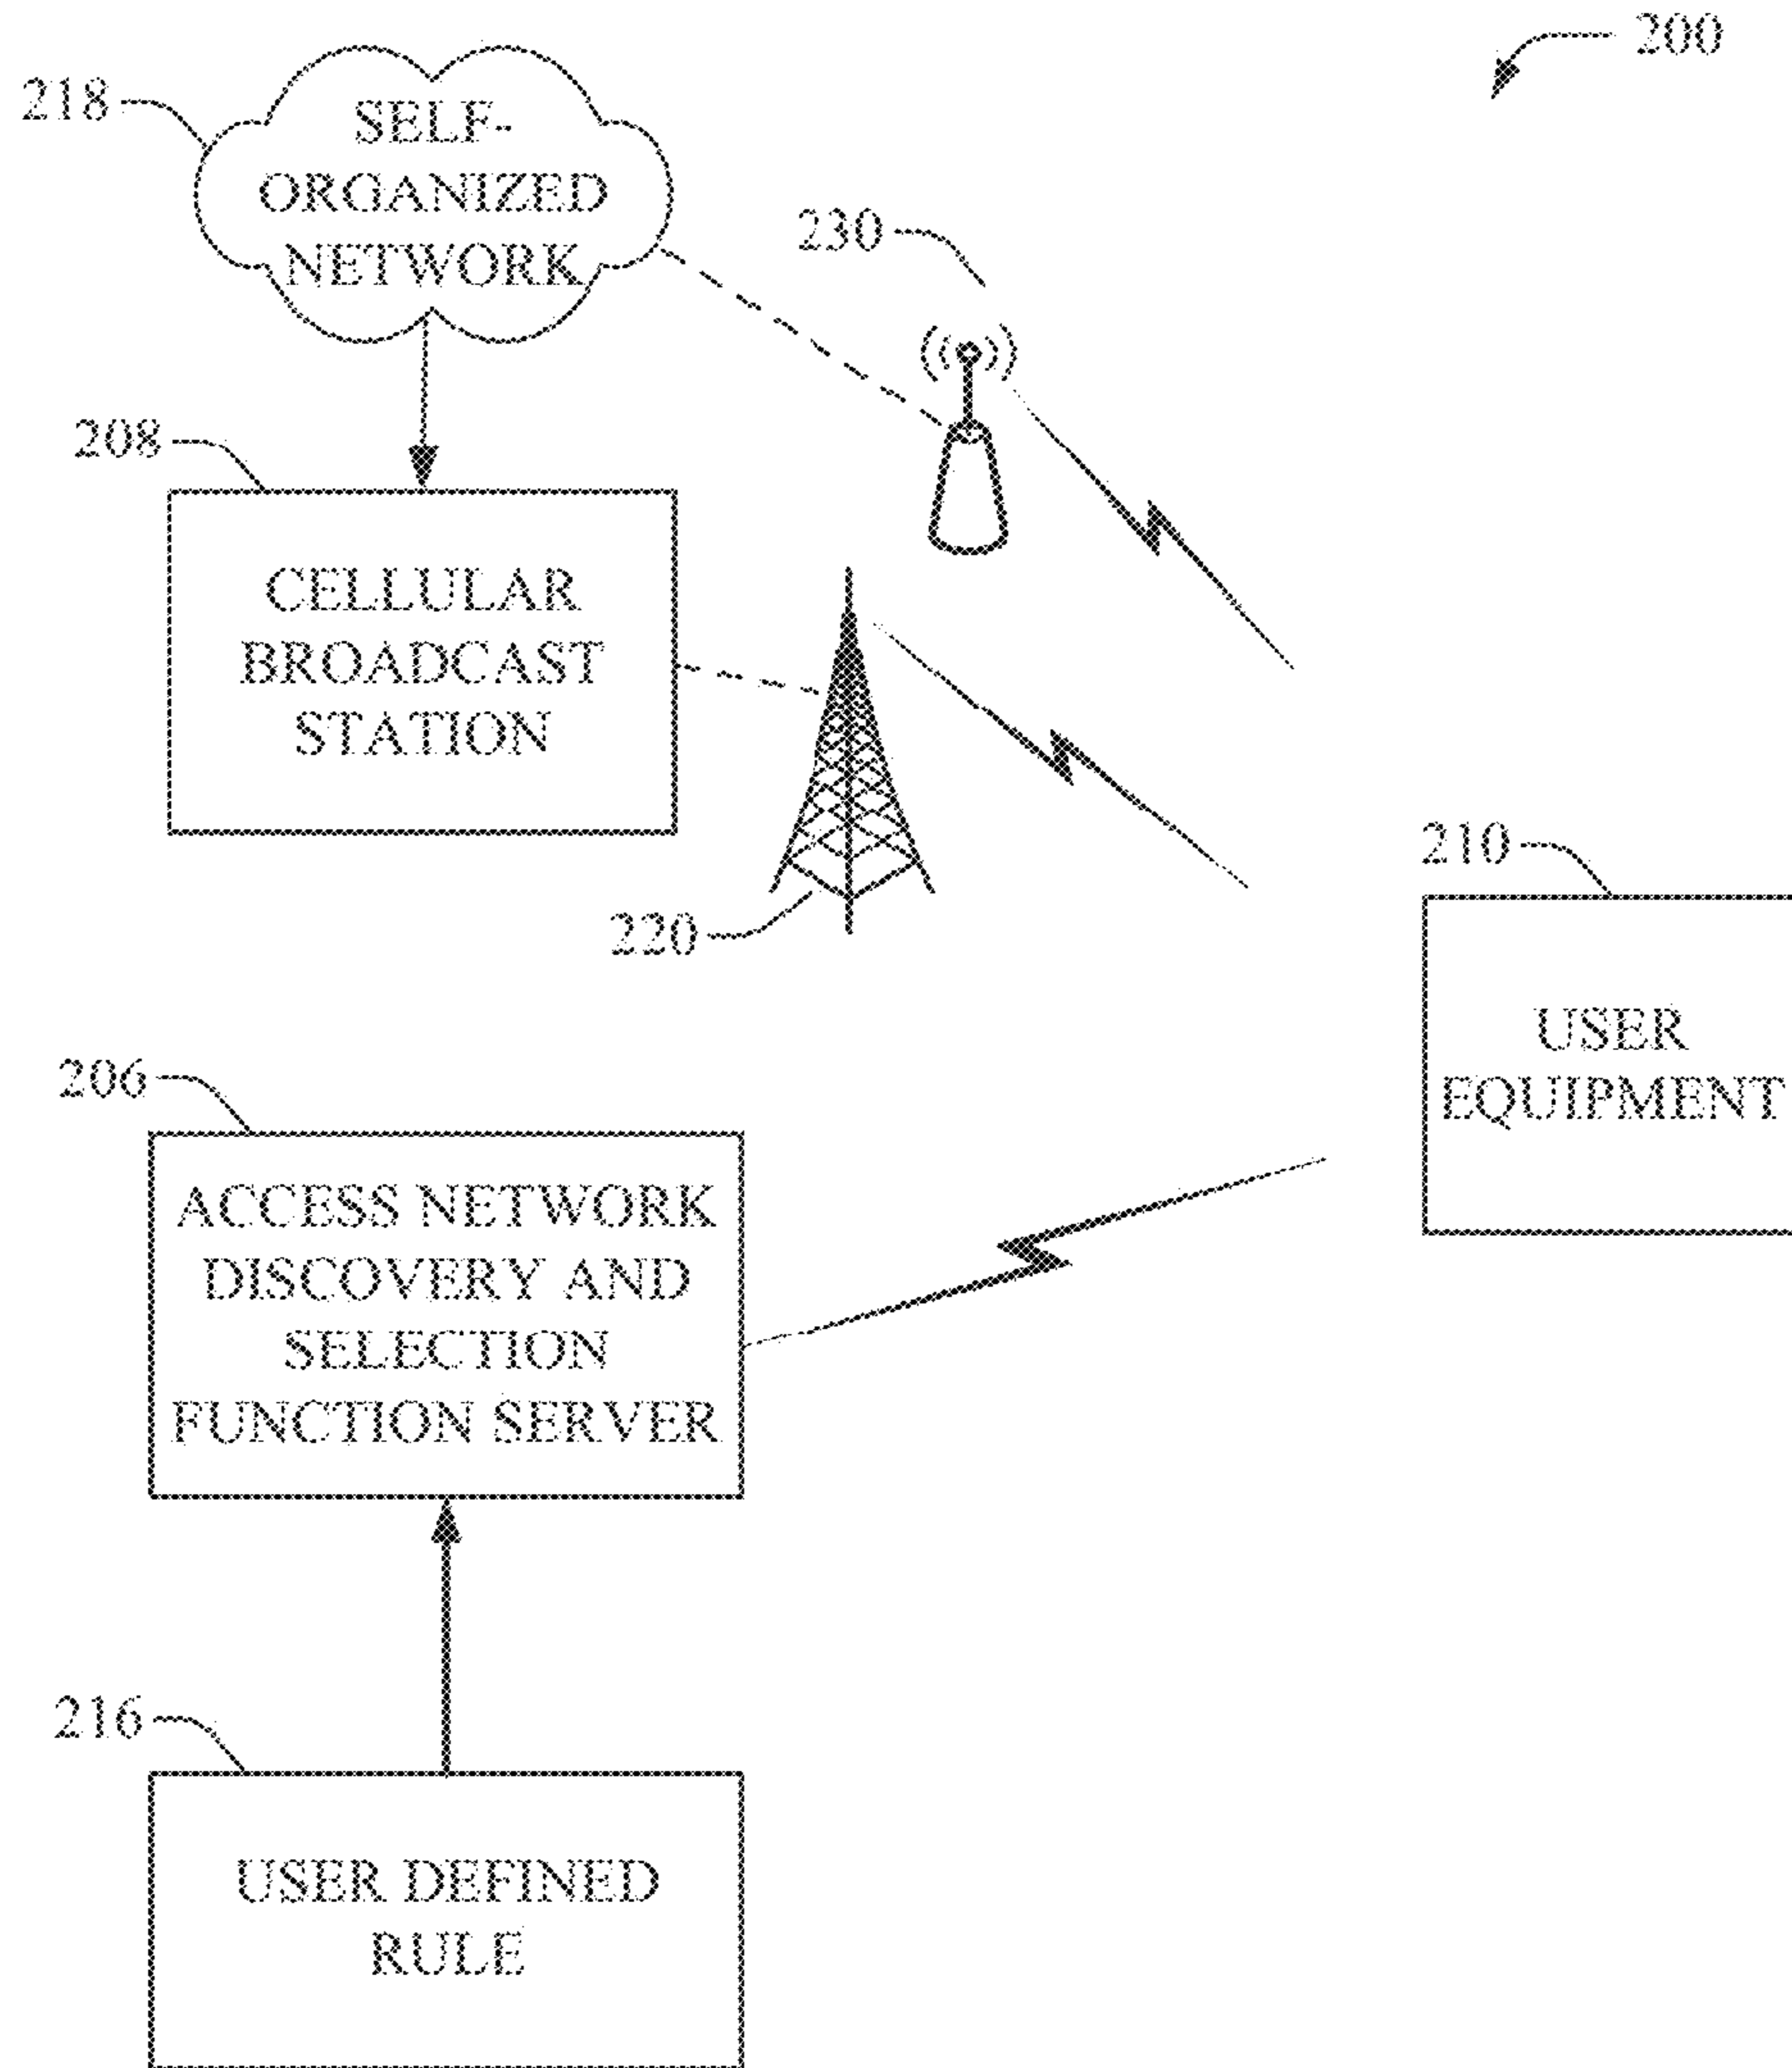 200
218
SELF-
ORGANIZED
NETWORK
230
208
CELLULAR
BROADCAST
STATION
220
210
USER
EQUIPMENT
206
ACCESS NETWORK
DISCOVERY AND
SELECTION
FUNCTION SERVER
216
USER DEFINED
RULE